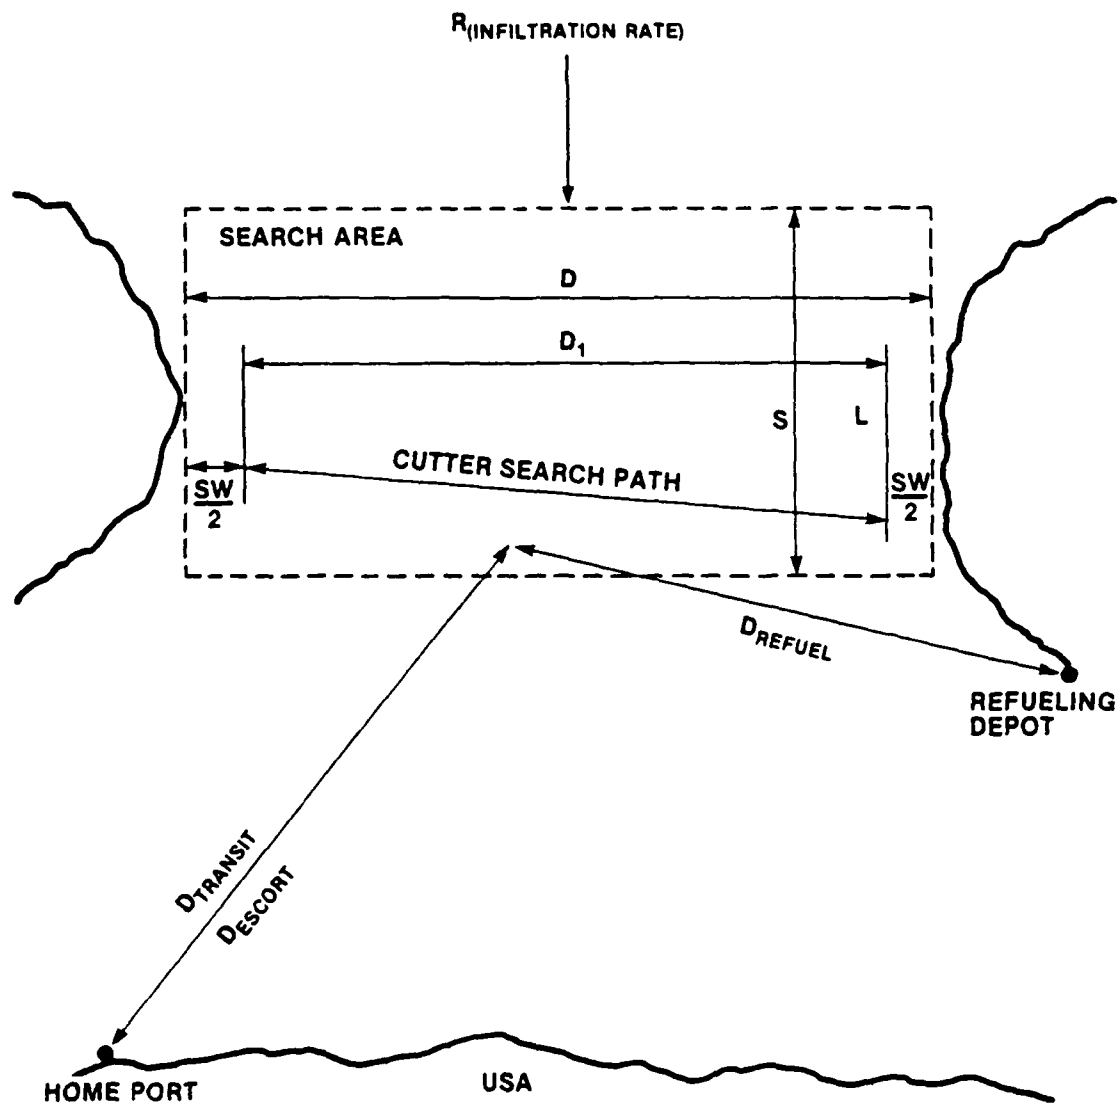 R(INFILTRATION RATE)
SEARCH AREA
D
D1
S
L
CUTTER SEARCH PATH
SW
2
SW
2
DREFUEL
REFUELING
DEPOT
DTRANSIT
DESCORT
HOME PORT
USA